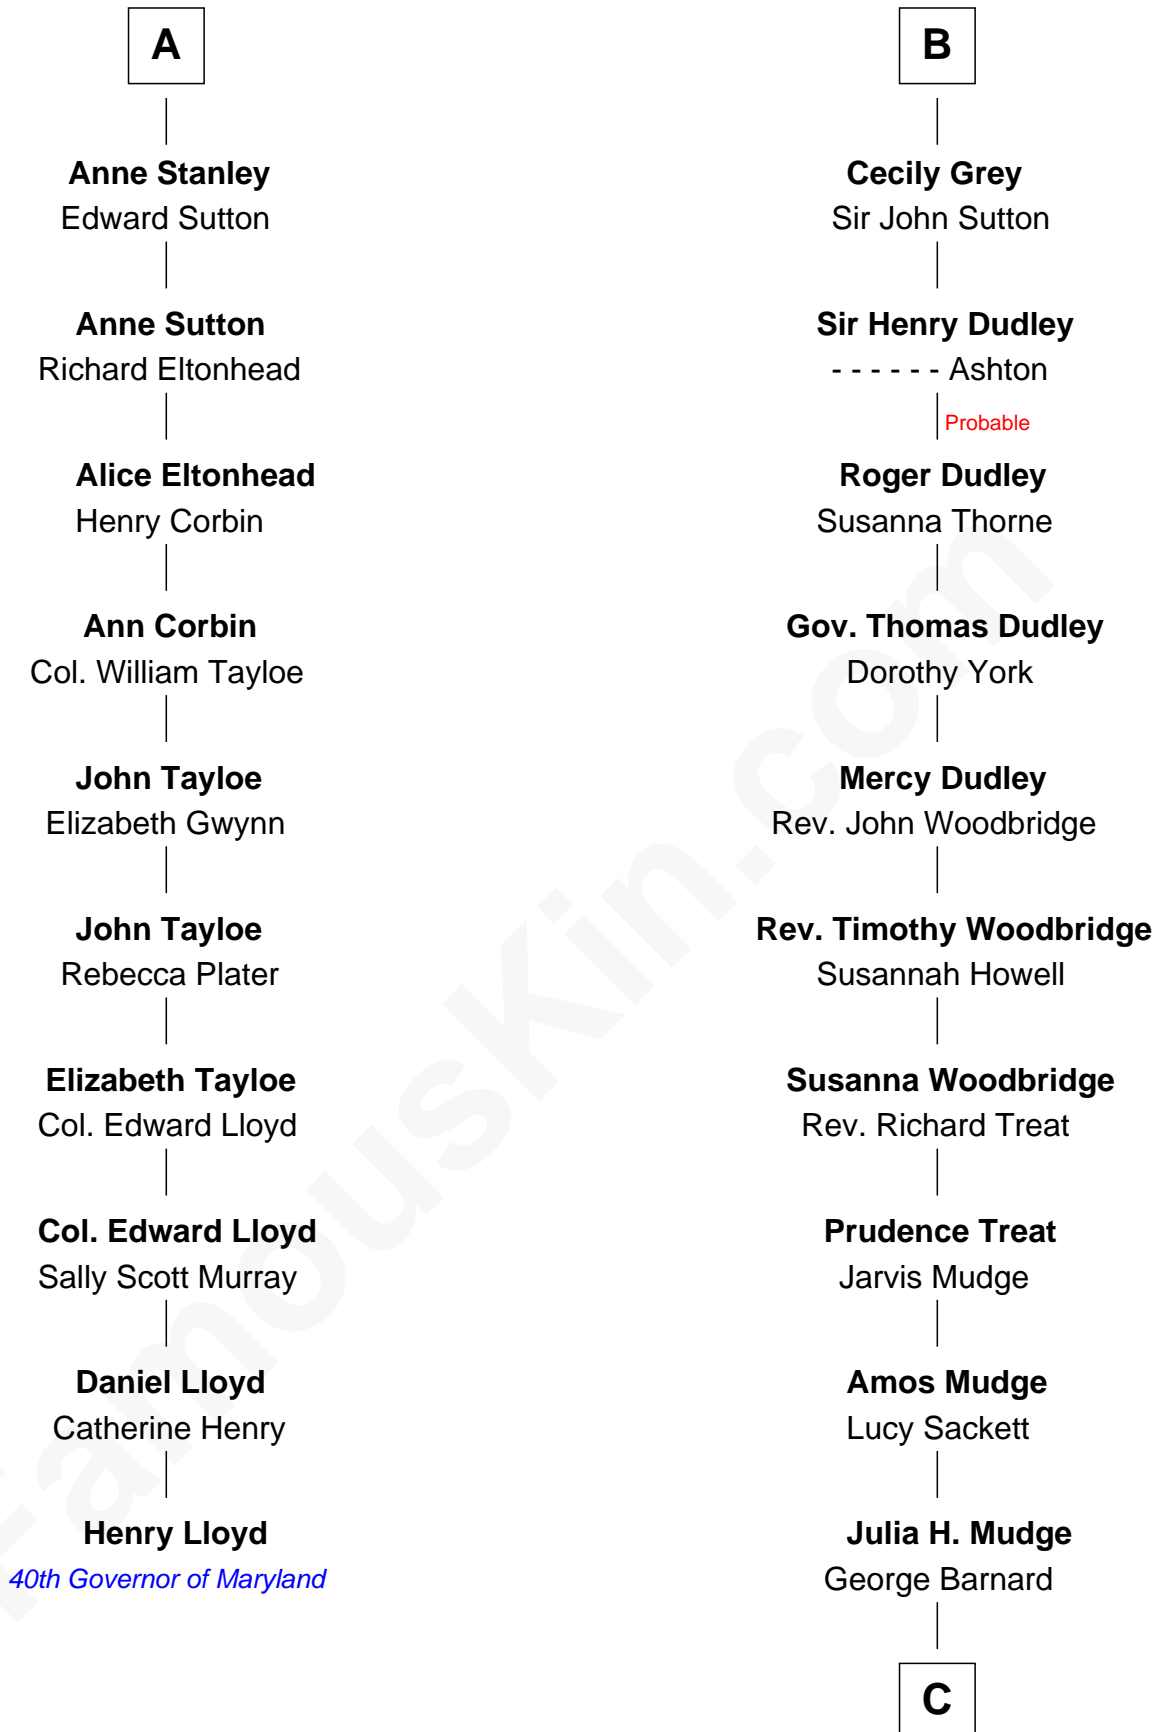 A
Anne Stanley
Edward Sutton
Anne Sutton
Richard Eltonhead
Alice Eltonhead
Henry Corbin
Ann Corbin
Col. William Tayloe
John Tayloe
Elizabeth Gwynn
John Tayloe
Rebecca Plater
Elizabeth Tayloe
Col. Edward Lloyd
Col. Edward Lloyd
Sally Scott Murray
Daniel Lloyd
Catherine Henry
Henry Lloyd
40th Governor of Maryland
B
Cecily Grey
Sir John Sutton
Sir Henry Dudley
- - - - - - Ashton
Probable
Roger Dudley
Susanna Thorne
Gov. Thomas Dudley
Dorothy York
Mercy Dudley
Rev. John Woodbridge
Rev. Timothy Woodbridge
Susannah Howell
Susanna Woodbridge
Rev. Richard Treat
Prudence Treat
Jarvis Mudge
Amos Mudge
Lucy Sackett
Julia H. Mudge
George Barnard
C
FamousKin.com